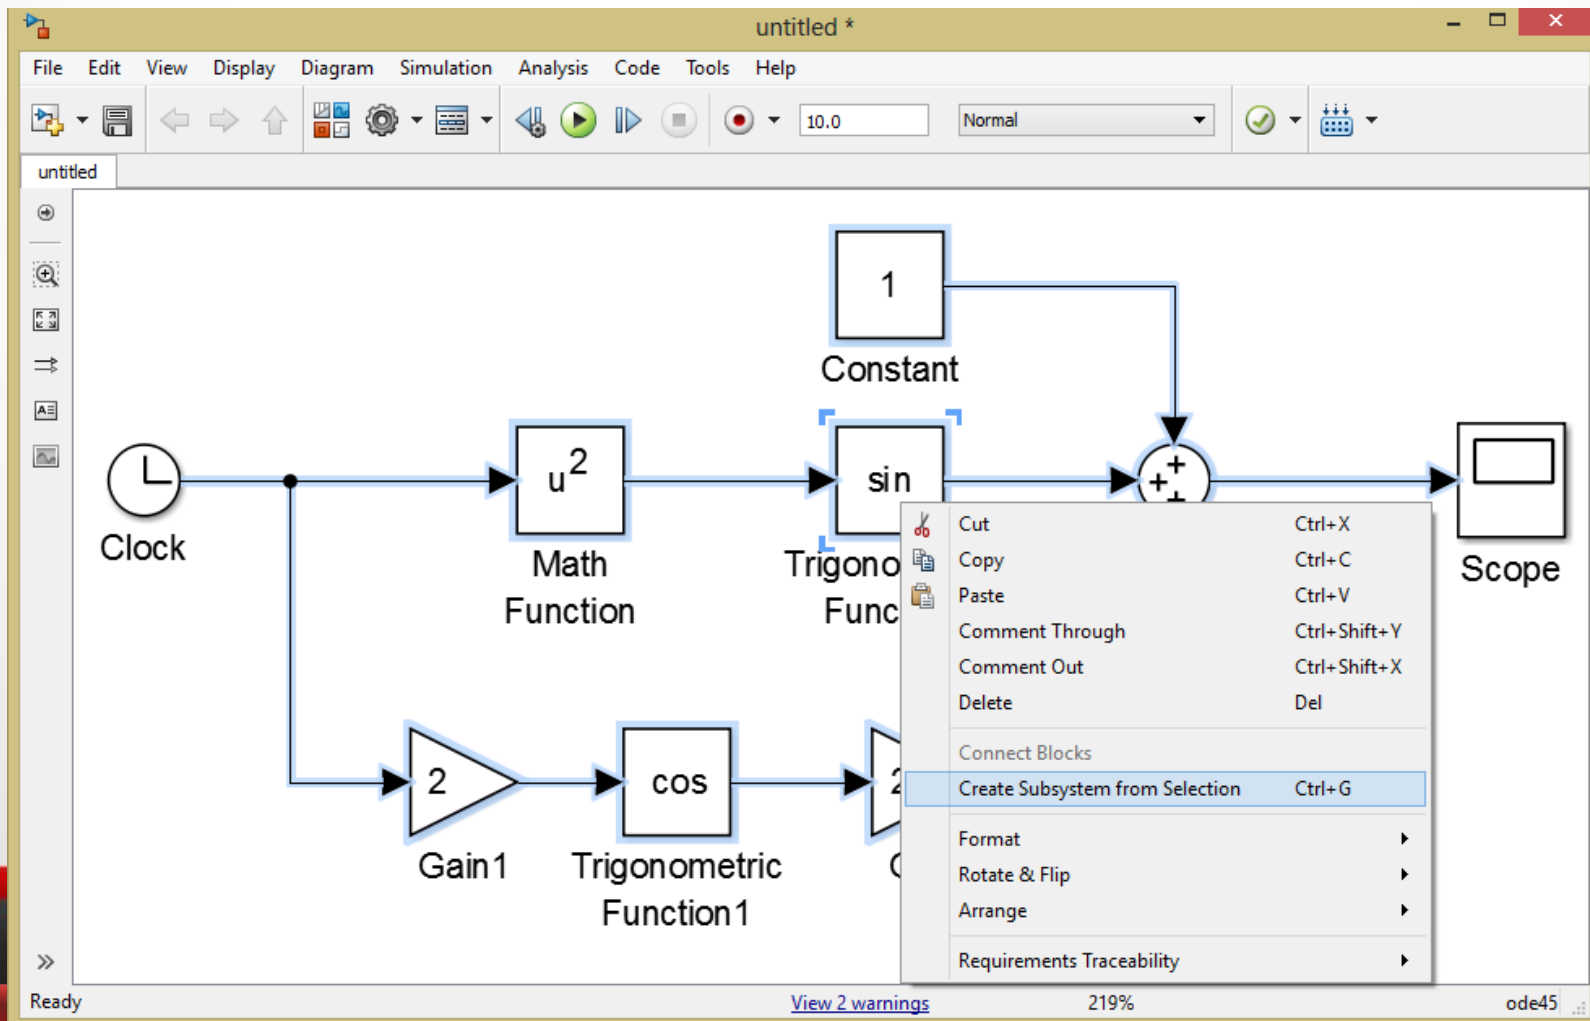 untitled *
File Edit View Display Diagram Simulation Analysis Code Tools Help
10.0 Normal
untitled
1
Constant
u2
sin
+
+
+
Clock
Math
Function
Scope
2
cos
Gain1
Trigonometric
Function1
Cut Ctrl+X
Copy Ctrl+C
Paste Ctrl+V
Comment Through Ctrl+Shift+Y
Comment Out Ctrl+Shift+X
Delete Del
Connect Blocks
Create Subsystem from Selection Ctrl+G
Format
Rotate & Flip
Arrange
Requirements Traceability
Ready View 2 warnings 219% ode45